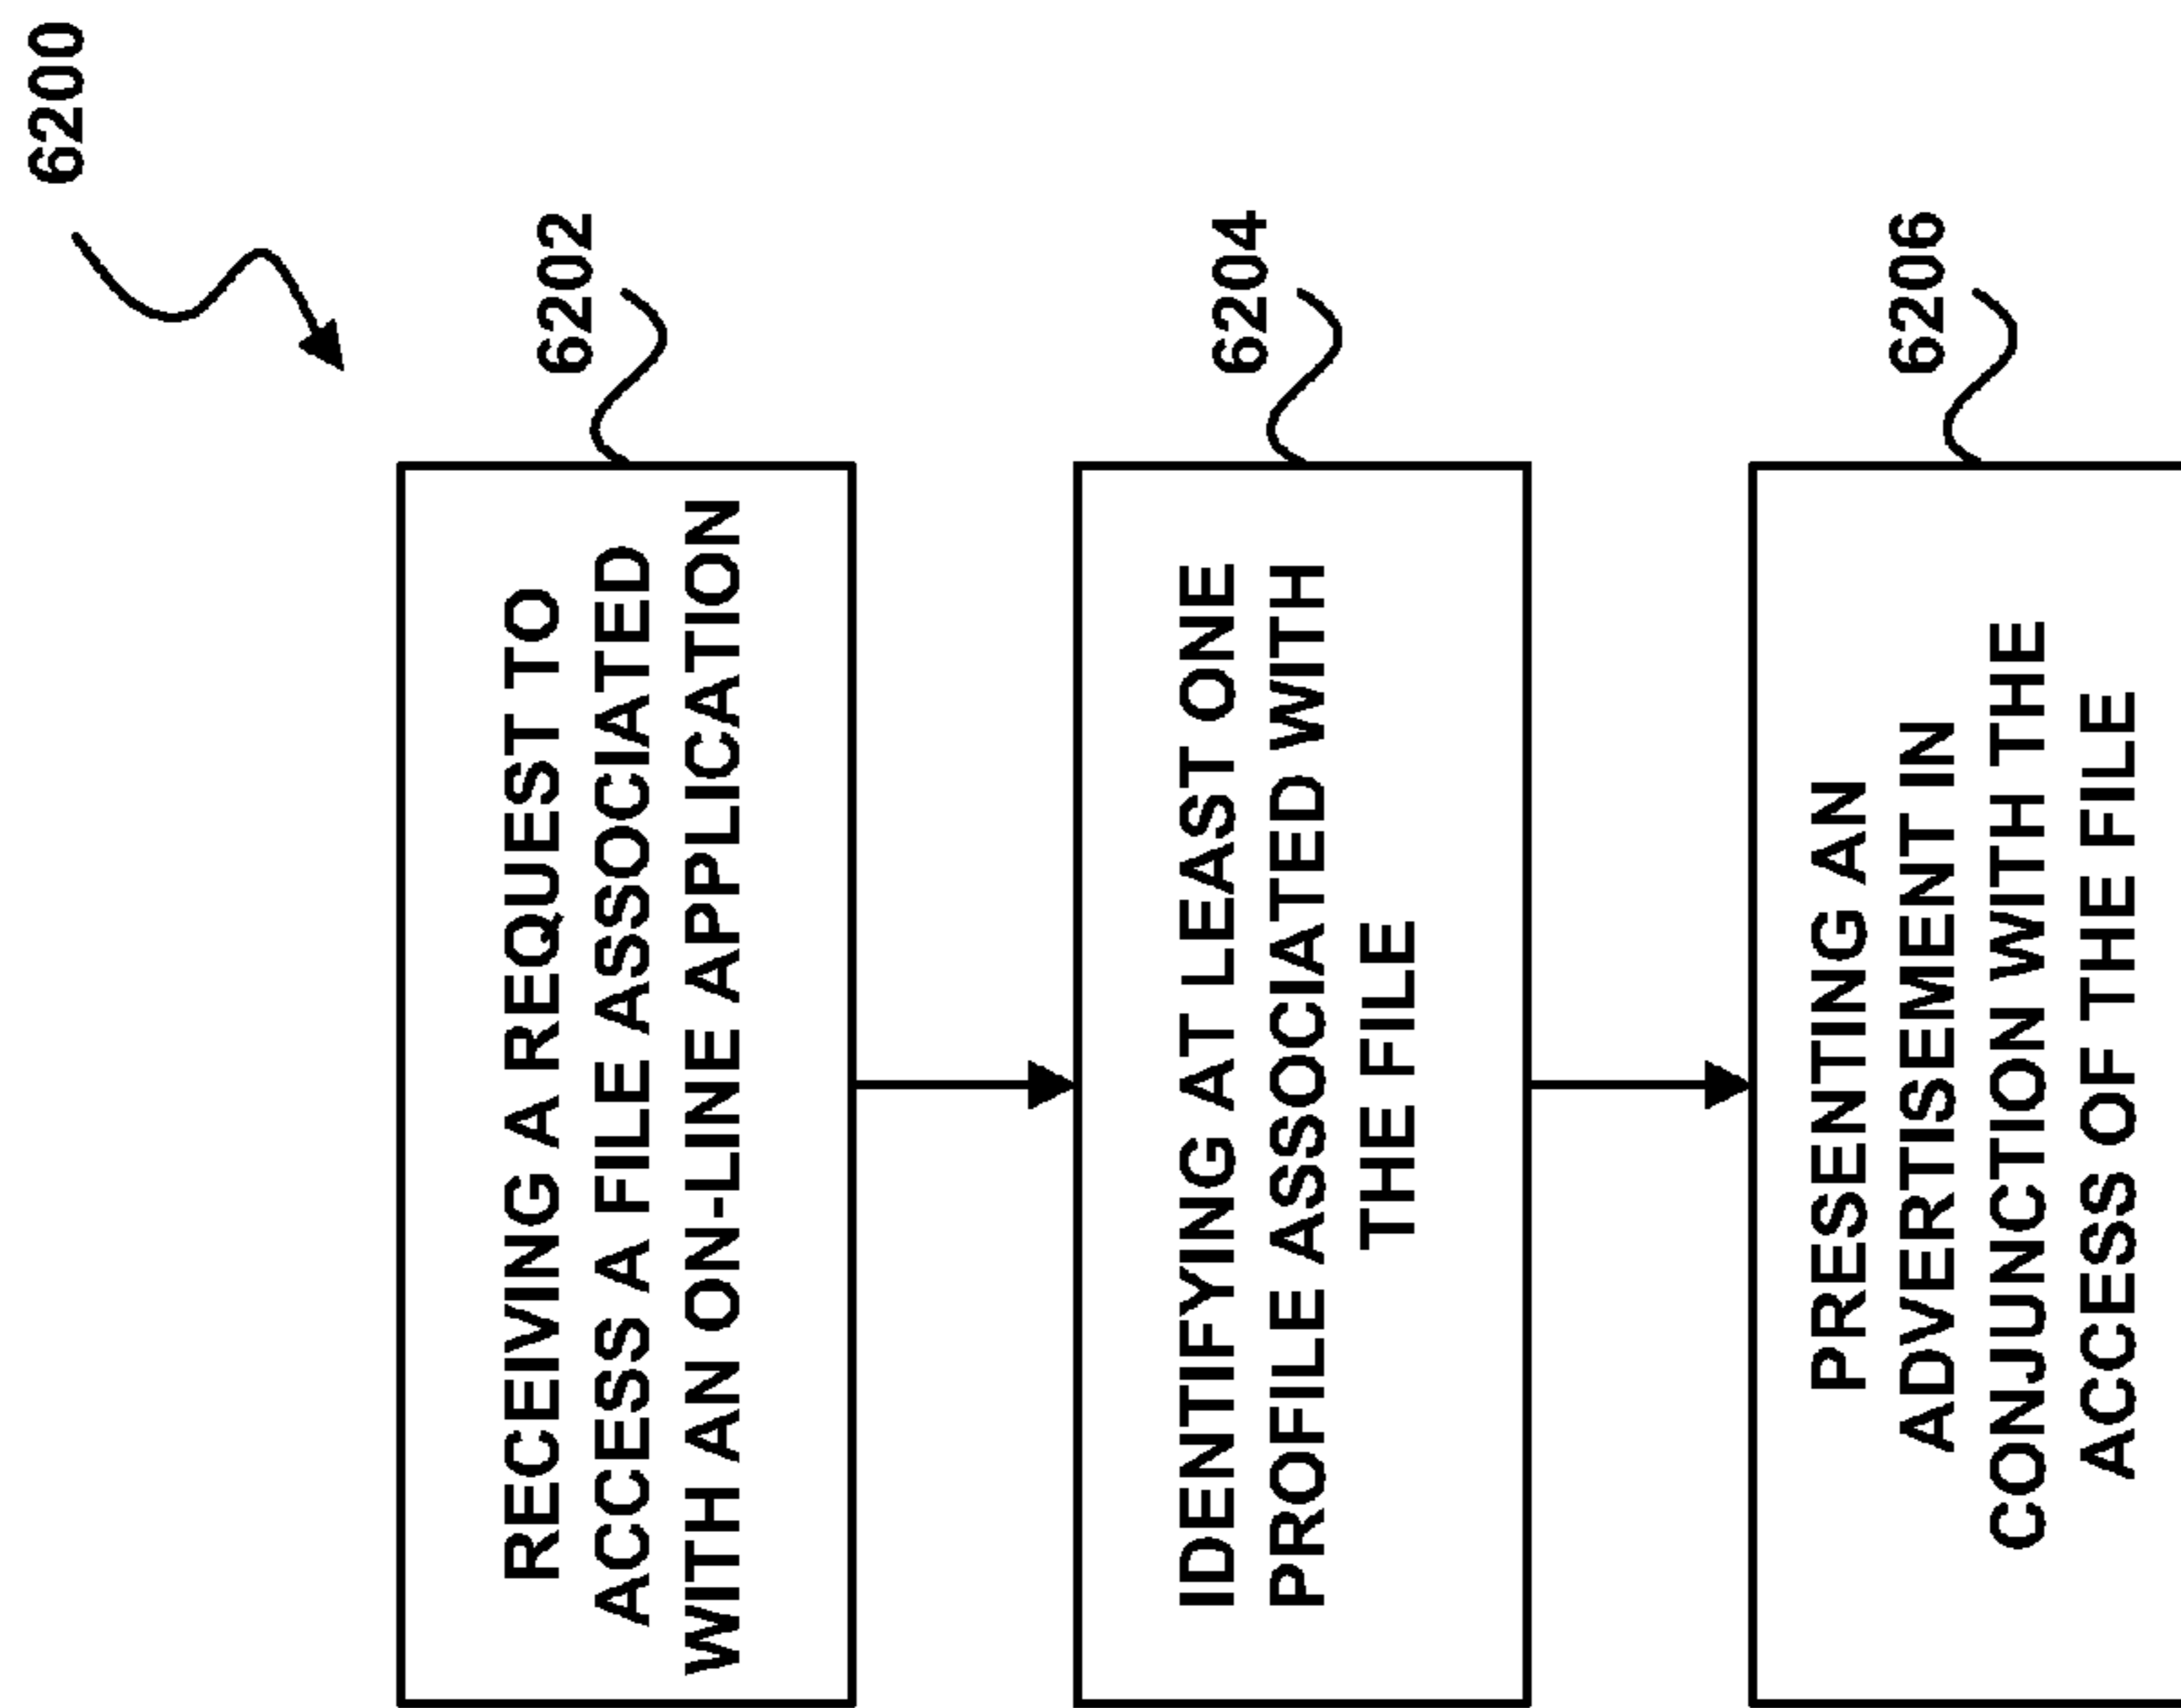 6200
6202
RECEIVING A REQUEST TO
ACCESS A FILE ASSOCIATED
WITH AN ON-LINE APPLICATION
6204
IDENTIFYING AT LEAST ONE
PROFILE ASSOCIATED WITH
THE FILE
6206
PRESENTING AN
ADVERTISEMENT IN
CONJUNCTION WITH THE
ACCESS OF THE FILE